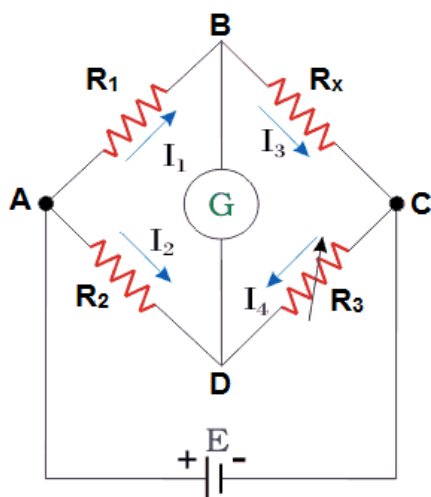 B
R₁
Rx
I₁
I₃
A
G
C
I₂
I₄
R₂
R₃
D
E
+ -